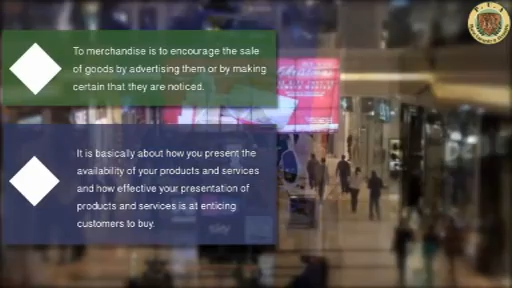 To merchandise is to encourage the sale
of goods by advertising them or by making
certain that they are noticed.
It is basically about how you present the
availability of your products and services
and how effective your presentation of
products and services is at enticing
customers to buy.
sky